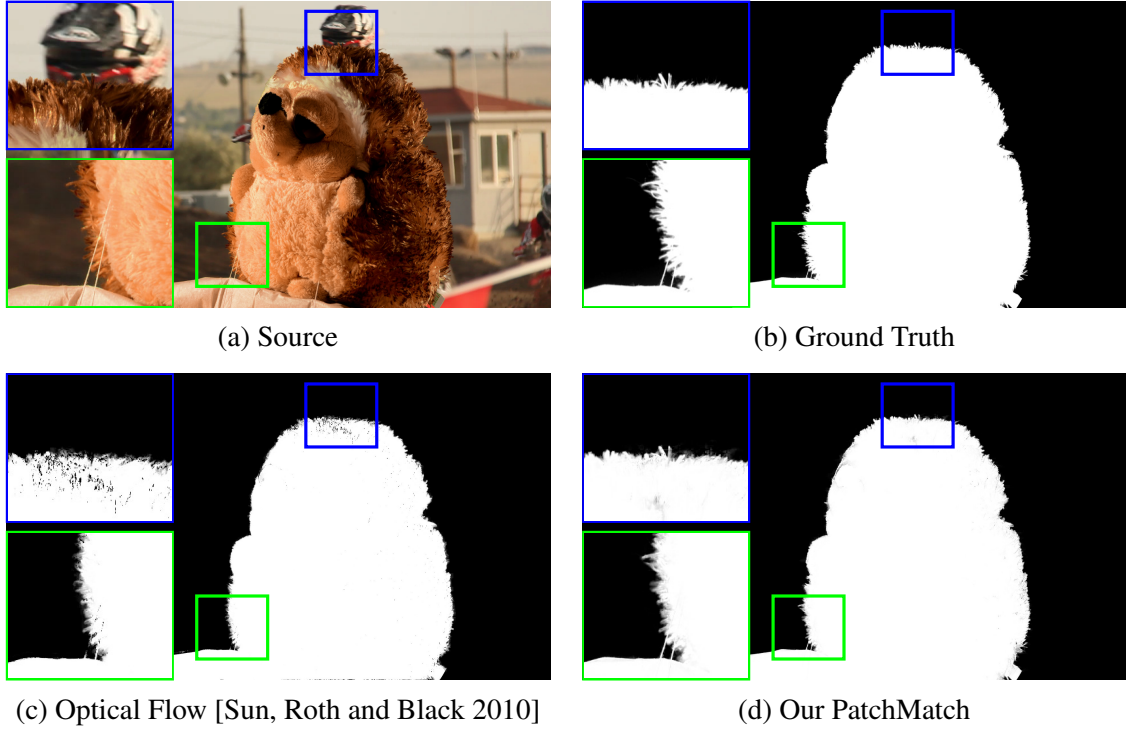 (a) Source
(b) Ground Truth
(c) Optical Flow [Sun, Roth and Black 2010]
(d) Our PatchMatch